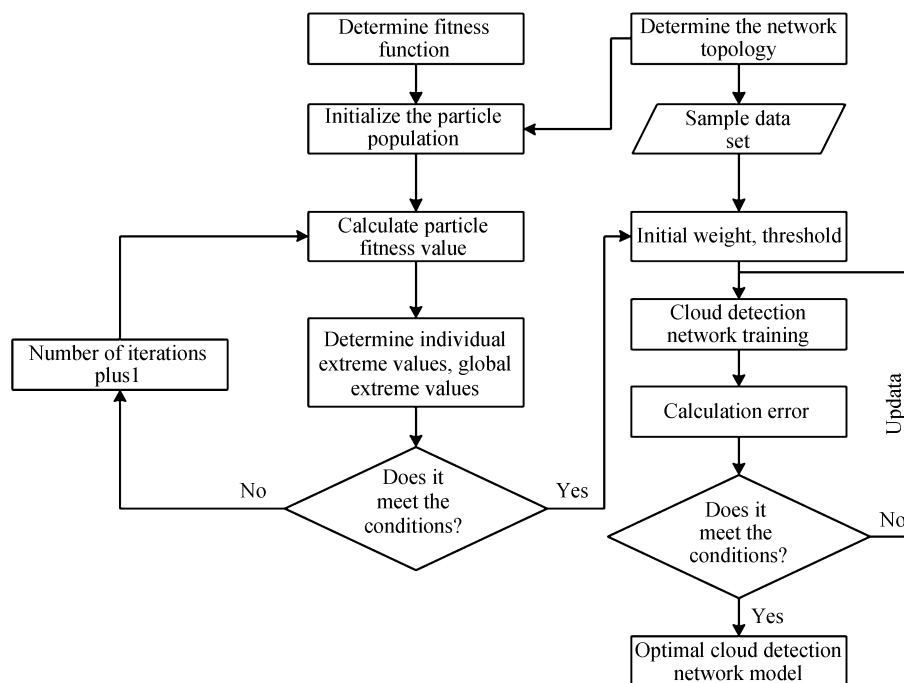 Determine fitness
function
Initialize the particle
population
Calculate particle
fitness value
Determine individual
extreme values, global
extreme values
Does it
meet the
conditions?
No
Yes
Number of iterations
plus1
Determine the network
topology
Sample data
set
Initial weight, threshold
Cloud detection
network training
Calculation error
Updata
Does it
meet the
conditions?
No
Yes
Optimal cloud detection
network model